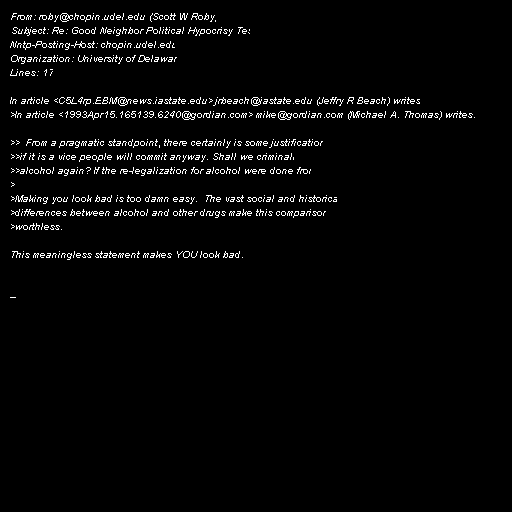 From: roby@chopin.udel.edu (Scott W Roby)
Subject: Re: Good Neighbor Political Hypocrisy Tes
Nntp-Posting-Host: chopin.udel.edu
Organization: University of Delawar
Lines: 17

In article <C5L4rp.EBM@news.iastate.edu> jrbeach@iastate.edu (Jeffry R Beach) writes
>In article <1993Apr15.165139.6240@gordian.com> mike@gordian.com (Michael A. Thomas) writes.

>> From a pragmatic standpoint, there certainly is some justification
>>if it is a vice people will commit anyway. Shall we criminali
>>alcohol again? If the re-legalization for alcohol were done from
>
>Making you look bad is too damn easy. The vast social and historica
>differences between alcohol and other drugs make this comparison
>worthless.

This meaningless statement makes YOU look bad.

_